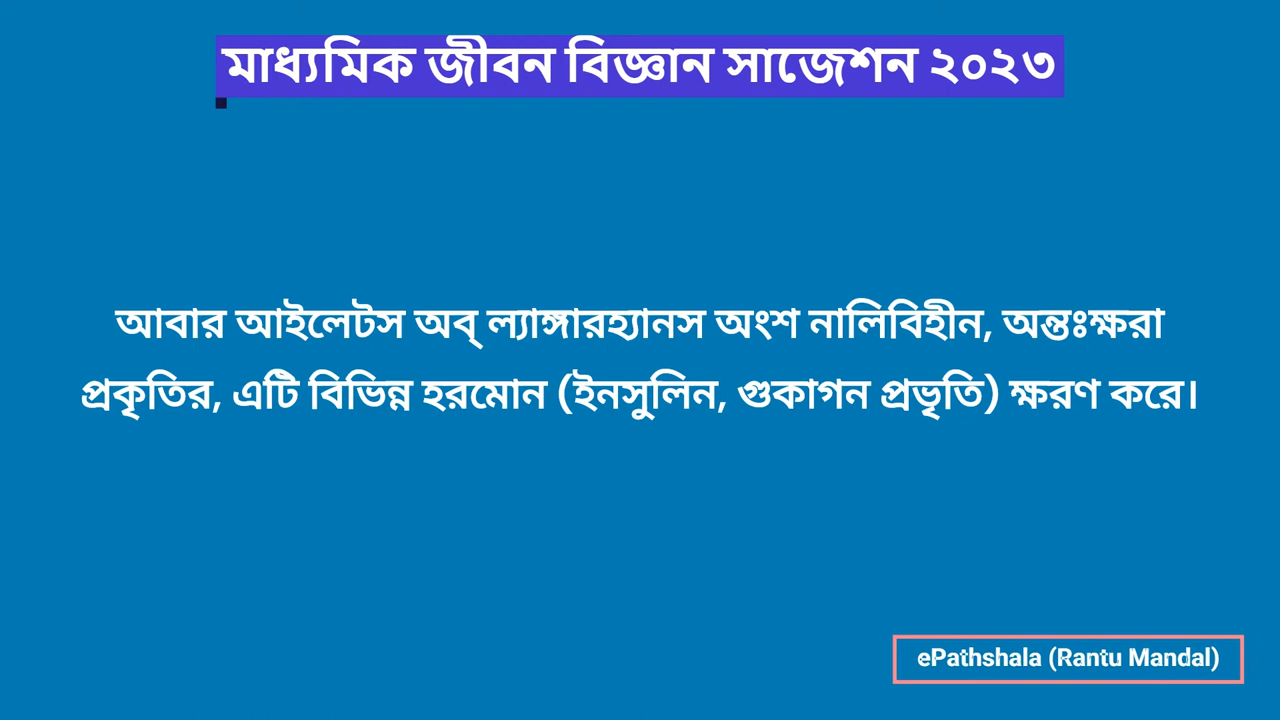 মাধ্যমিক জীবন বিজ্ঞান সাজেশন ২০২৩
আবার আইলেটস অব্ ল্যাঙ্গারহ্যানস অংশ নালিবিহীন, অন্তঃক্ষরা
প্রকৃতির, এটি বিভিন্ন হরমোন (ইনসুলিন, গুকাগন প্রভৃতি) ক্ষরণ করে।
ePathshala (Rantu Mandal)